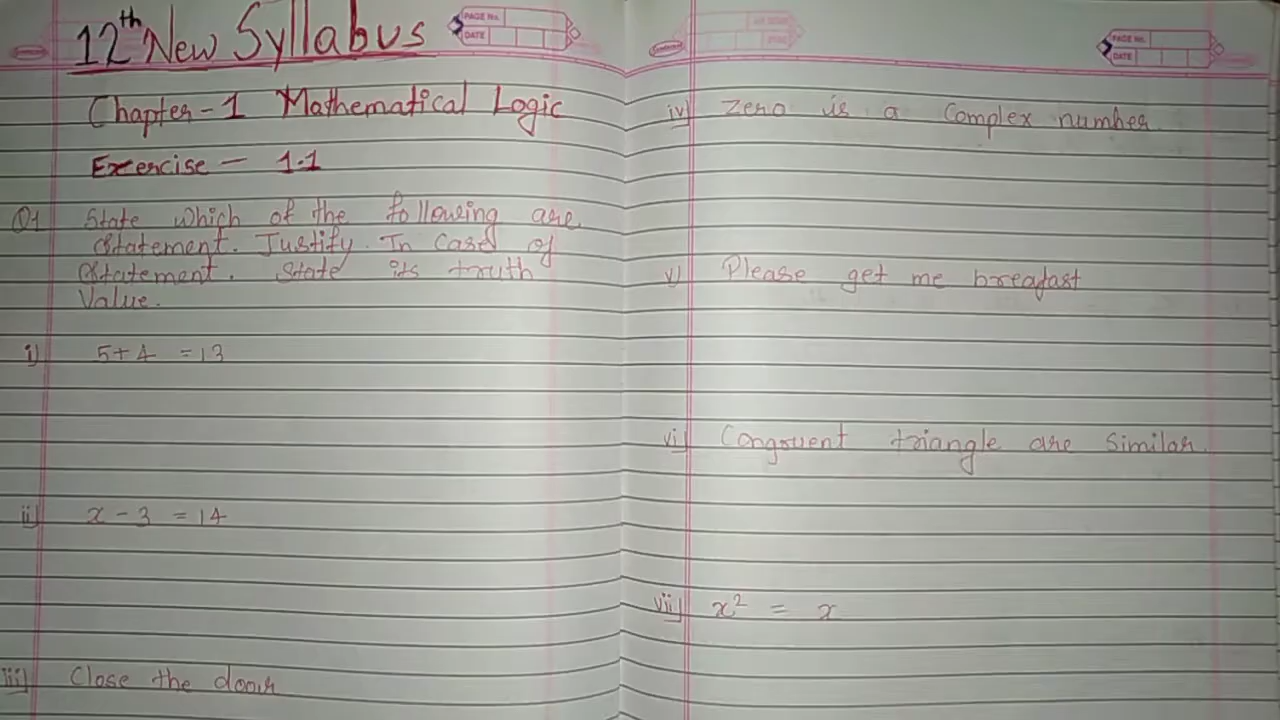 12th New Syllabus
PAGE No.
DATE
Chapter - 1 Mathematical Logic
Exercise - 1.1
Q1 State which of the following are
Statement. Justify. In Case of
Statement. State its truth
Value.
i) 5+4 =13
ii) x - 3 = 14
iii) Close the door
PAGE No.
DATE
iv) Zero is a Complex number
v) Please get me breafast
vi) Congruent triangle are Similar.
vii) x² = x